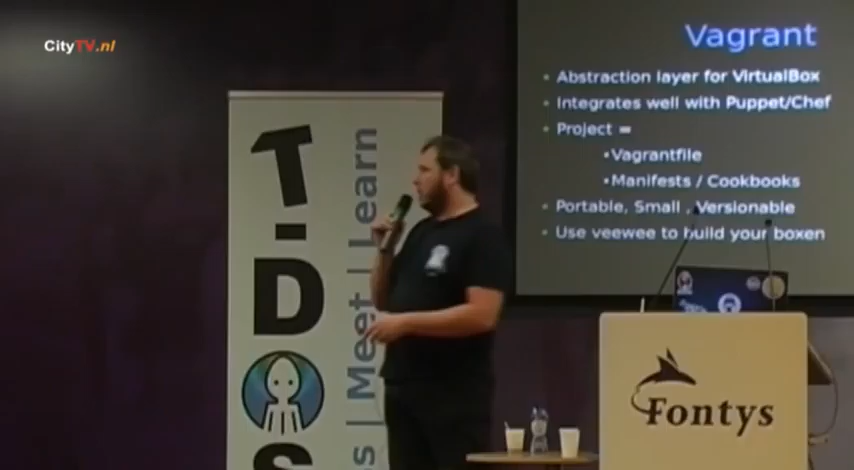 CityTV.nl
Vagrant
Abstraction layer for VirtualBox
Integrates well with Puppet/Chef
Project =
Vagrantfile
Manifests / Cookbooks
Portable, Small , Versionable
Use veewee to build your boxen
T-DOS
| Meet | Learn
Fontys